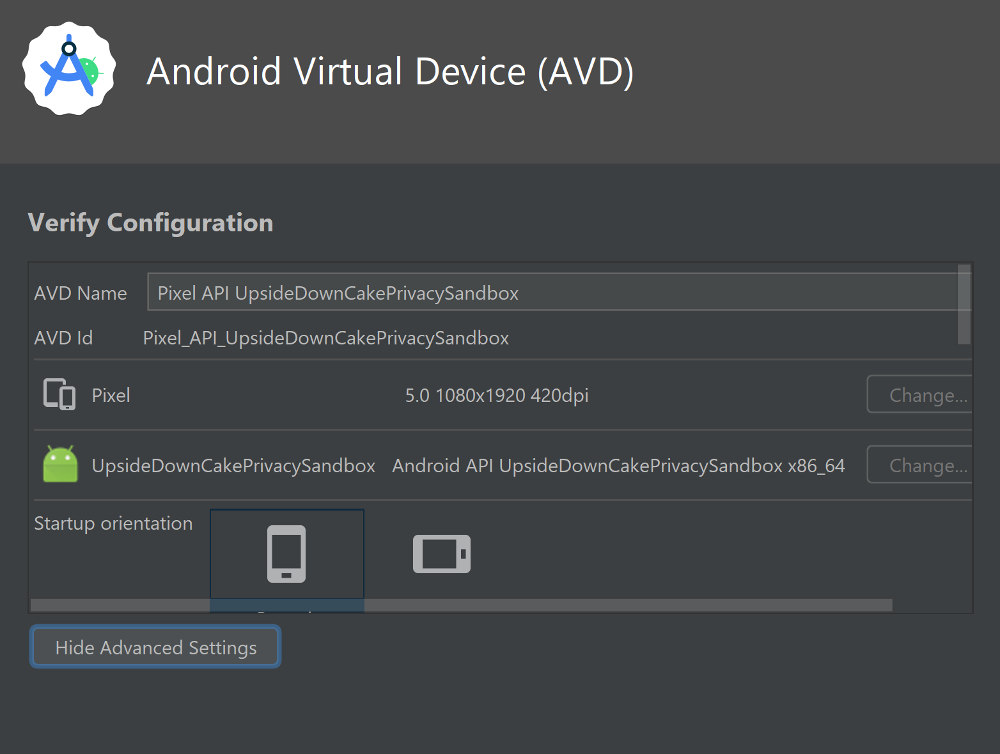 Android Virtual Device (AVD)
Verify Configuration
AVD Name Pixel API UpsideDownCakePrivacySandbox
AVD Id Pixel_API_UpsideDownCakePrivacySandbox
Pixel 5.0 1080x1920 420dpi Change...
UpsideDownCakePrivacySandbox Android API UpsideDownCakePrivacySandbox x86_64 Change...
Startup orientation
Hide Advanced Settings